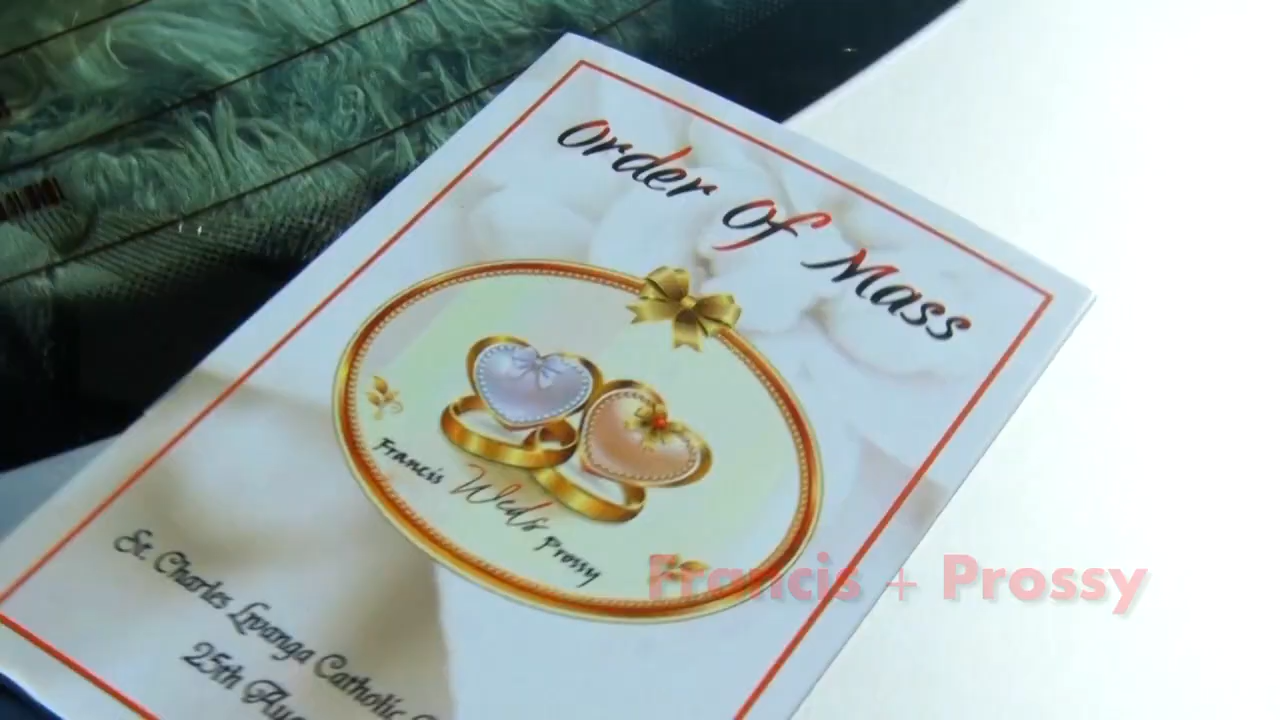 Order Of Mass
Francis Weds Prossy
Francis + Prossy
St. Charles Lwanga Catholic
25th